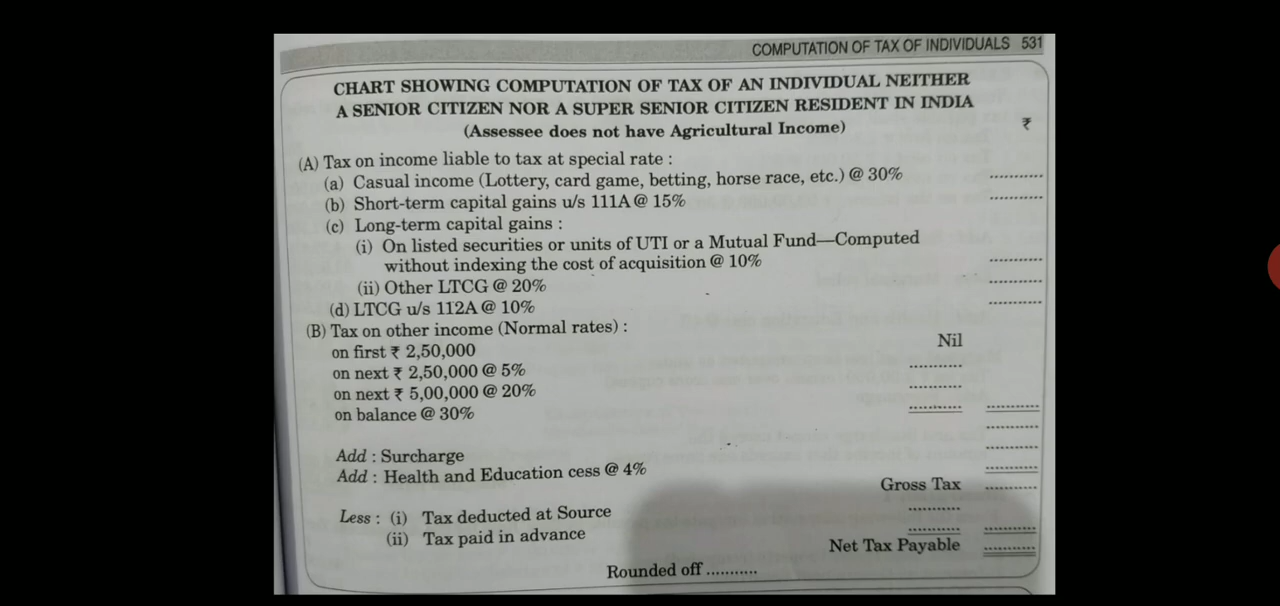 COMPUTATION OF TAX OF INDIVIDUALS 531
CHART SHOWING COMPUTATION OF TAX OF AN INDIVIDUAL NEITHER
A SENIOR CITIZEN NOR A SUPER SENIOR CITIZEN RESIDENT IN INDIA
(Assessee does not have Agricultural Income) ₹
(A) Tax on income liable to tax at special rate :
(a) Casual income (Lottery, card game, betting, horse race, etc.) @ 30% ...........
(b) Short-term capital gains u/s 111A @ 15% ...........
(c) Long-term capital gains :
(i) On listed securities or units of UTI or a Mutual Fund—Computed
without indexing the cost of acquisition @ 10% ...........
(ii) Other LTCG @ 20% ...........
(d) LTCG u/s 112A @ 10% ...........
(B) Tax on other income (Normal rates) :
on first ₹ 2,50,000 Nil
on next ₹ 2,50,000 @ 5% ...........
on next ₹ 5,00,000 @ 20% ...........
on balance @ 30% ........... ...........
...........
Add : Surcharge ...........
Add : Health and Education cess @ 4% ...........
Gross Tax ...........
Less : (i) Tax deducted at Source ...........
(ii) Tax paid in advance ........... ...........
Net Tax Payable ...........
Rounded off ...........